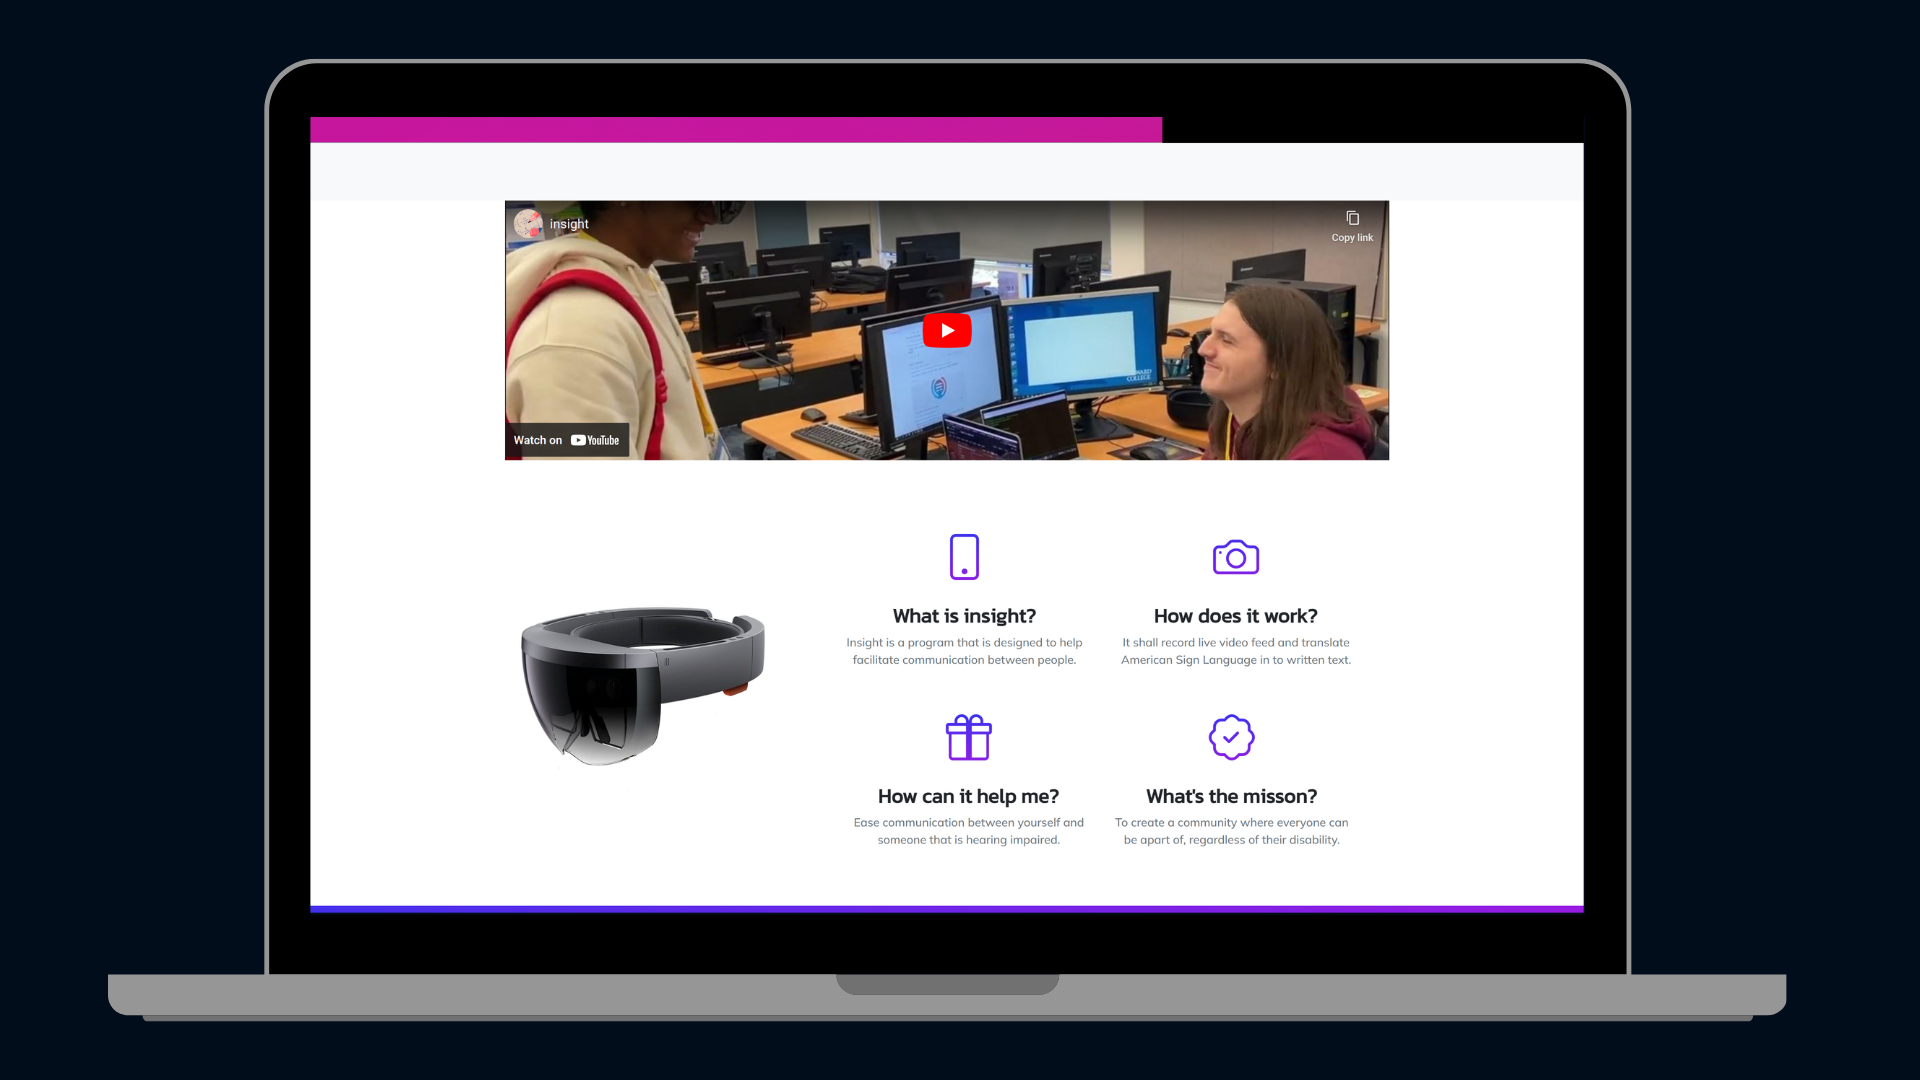 insight
Copy link
WARD
COLLEGE
Watch on YouTube
What is insight?
Insight is a program that is designed to help
facilitate communication between people.
How does it work?
It shall record live video feed and translate
American Sign Language in to written text.
How can it help me?
Ease communication between yourself and
someone that is hearing impaired.
What's the misson?
To create a community where everyone can
be apart of, regardless of their disability.